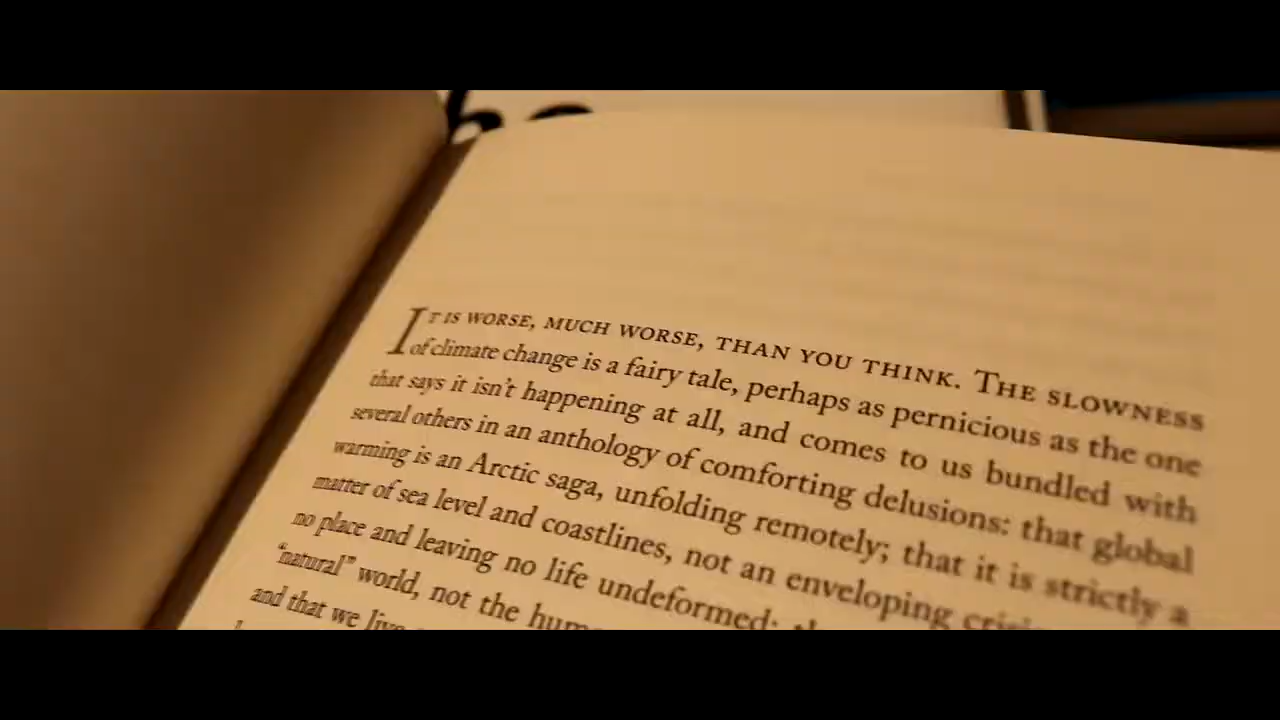 IT IS WORSE, MUCH WORSE, THAN YOU THINK. THE SLOWNESS
of climate change is a fairy tale, perhaps as pernicious as the one
that says it isn't happening at all, and comes to us bundled with
several others in an anthology of comforting delusions: that global
warming is an Arctic saga, unfolding remotely; that it is strictly a
matter of sea level and coastlines, not an enveloping
no place and leaving no life undeformed;
"natural" world, not the
and that we live